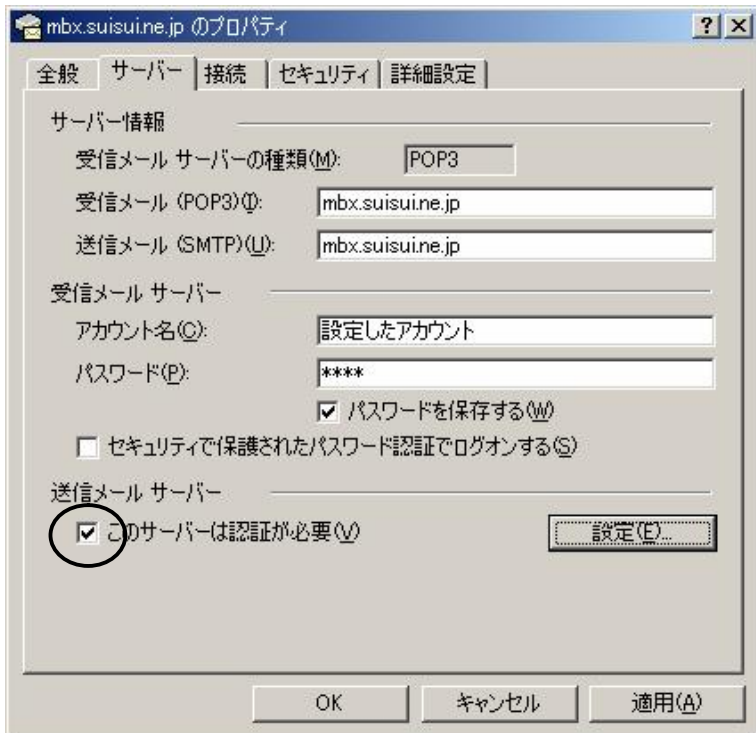 mbx.suisui.ne.jp のプロパティ
全般 サーバー 接続 セキュリティ 詳細設定
サーバー情報
受信メール サーバーの種類(M): POP3
受信メール (POP3)(I): mbx.suisui.ne.jp
送信メール (SMTP)(U): mbx.suisui.ne.jp
受信メール サーバー
アカウント名(C): 設定したアカウント
パスワード(P): ****
パスワードを保存する(W)
セキュリティで保護されたパスワード認証でログオンする(S)
送信メール サーバー
このサーバーは認証が必要(V) 設定(E)...
OK キャンセル 適用(A)